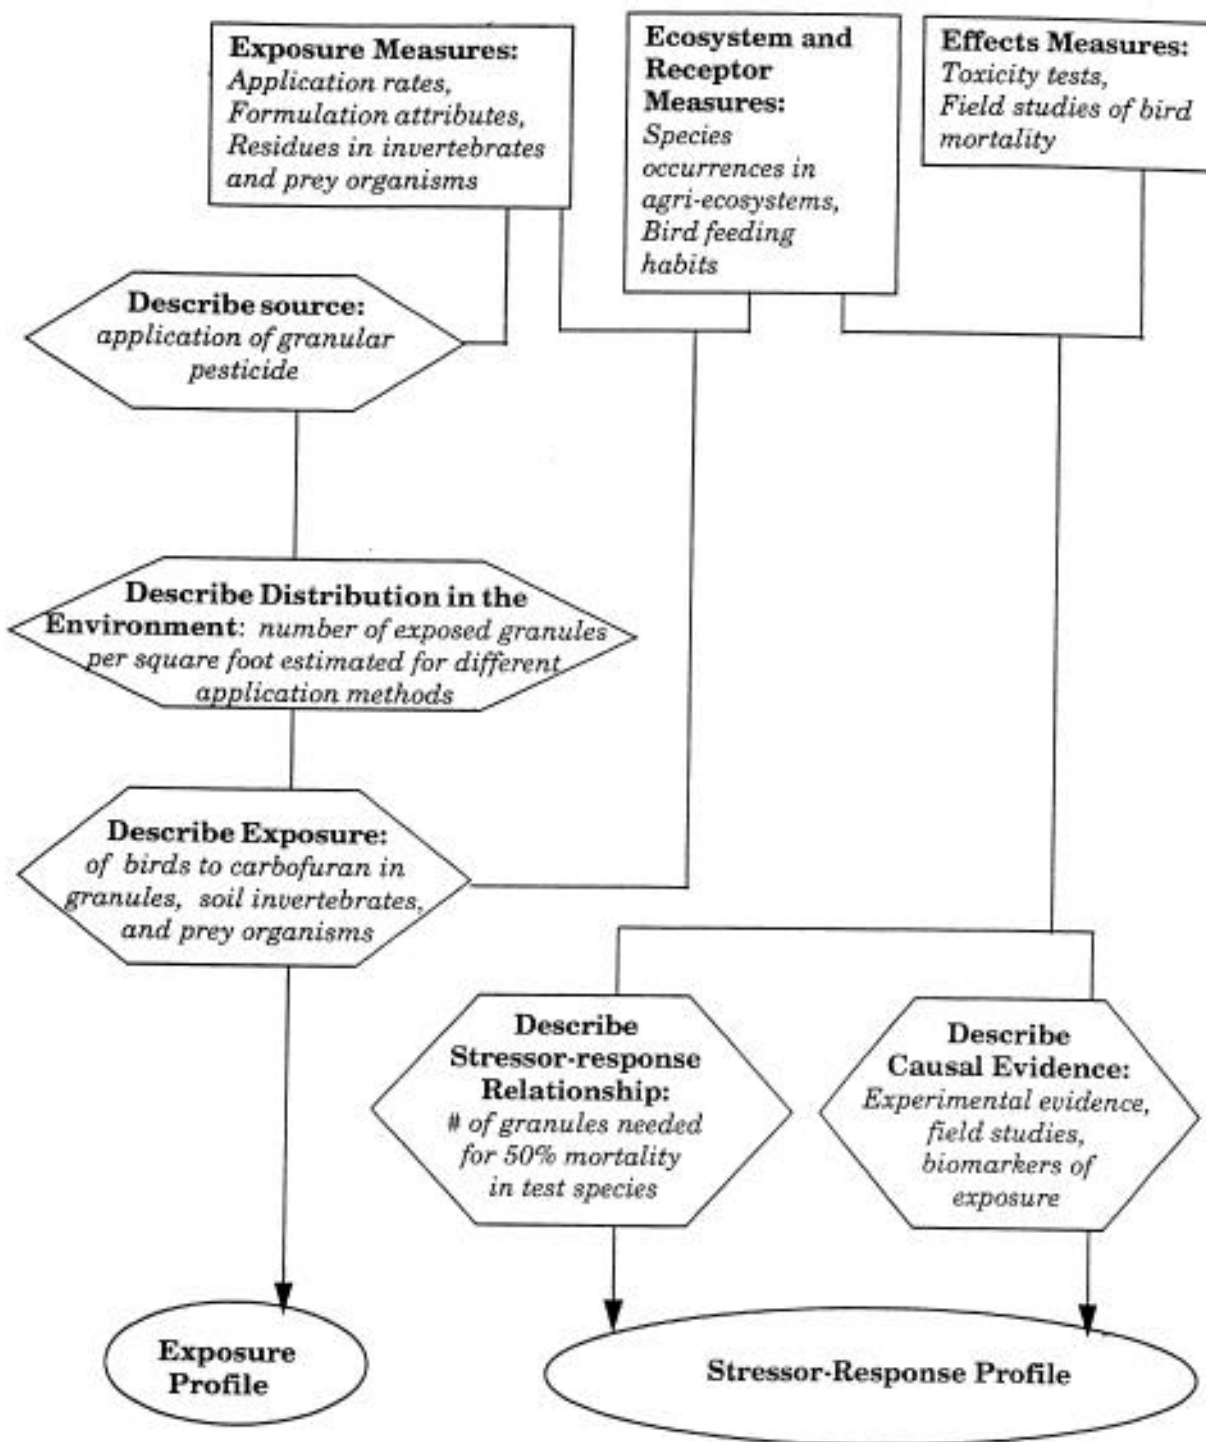 Exposure Measures:
Application rates,
Formulation attributes,
Residues in invertebrates
and prey organisms
Ecosystem and
Receptor
Measures:
Species
occurrences in
agri-ecosystems,
Bird feeding
habits
Effects Measures:
Toxicity tests,
Field studies of bird
mortality
Describe source:
application of granular
pesticide
Describe Distribution in the
Environment: number of exposed granules
per square foot estimated for different
application methods
Describe Exposure:
of birds to carbofuran in
granules, soil invertebrates,
and prey organisms
Describe
Stressor-response
Relationship:
# of granules needed
for 50% mortality
in test species
Describe
Causal Evidence:
Experimental evidence,
field studies,
biomarkers of
exposure
Exposure
Profile
Stressor-Response Profile